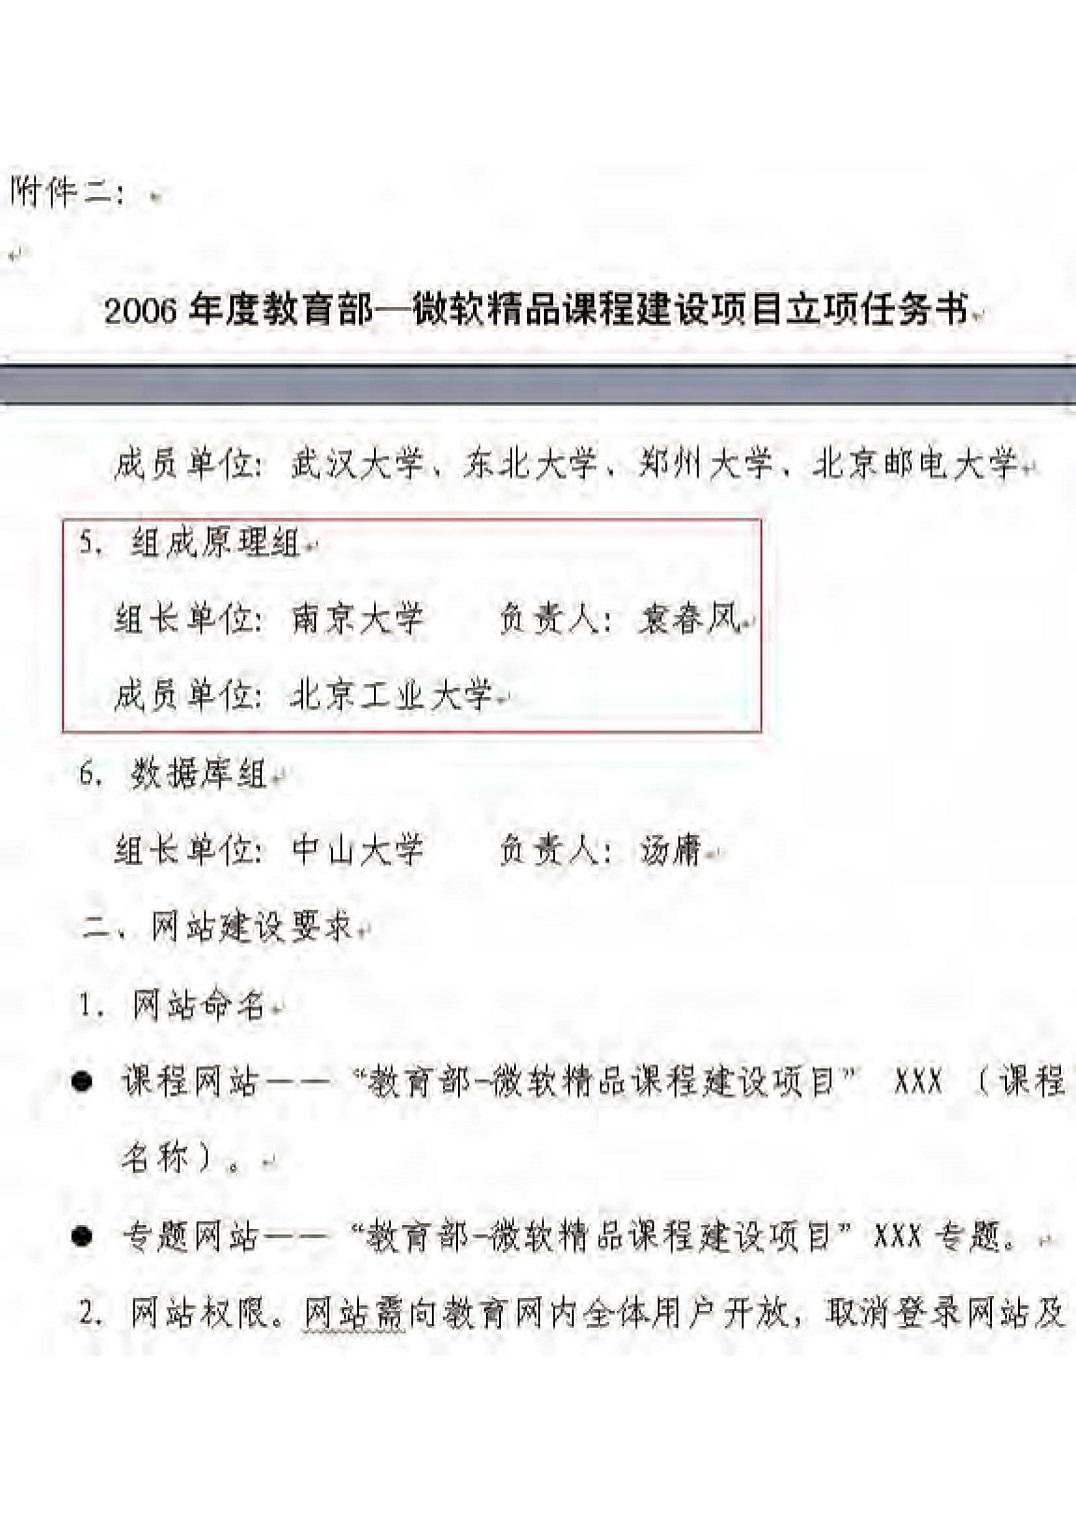 附件二：
2006 年度教育部—微软精品课程建设项目立项任务书
成员单位：武汉大学、东北大学、郑州大学、北京邮电大学
5. 组成原理组
组长单位：南京大学 负责人：袁春风
成员单位：北京工业大学
6. 数据库组
组长单位：中山大学 负责人：汤庸
二、网站建设要求
1. 网站命名
● 课程网站——“教育部-微软精品课程建设项目” XXX （课程
名称）。
● 专题网站——“教育部-微软精品课程建设项目”XXX 专题。
2. 网站权限。网站需向教育网内全体用户开放，取消登录网站及